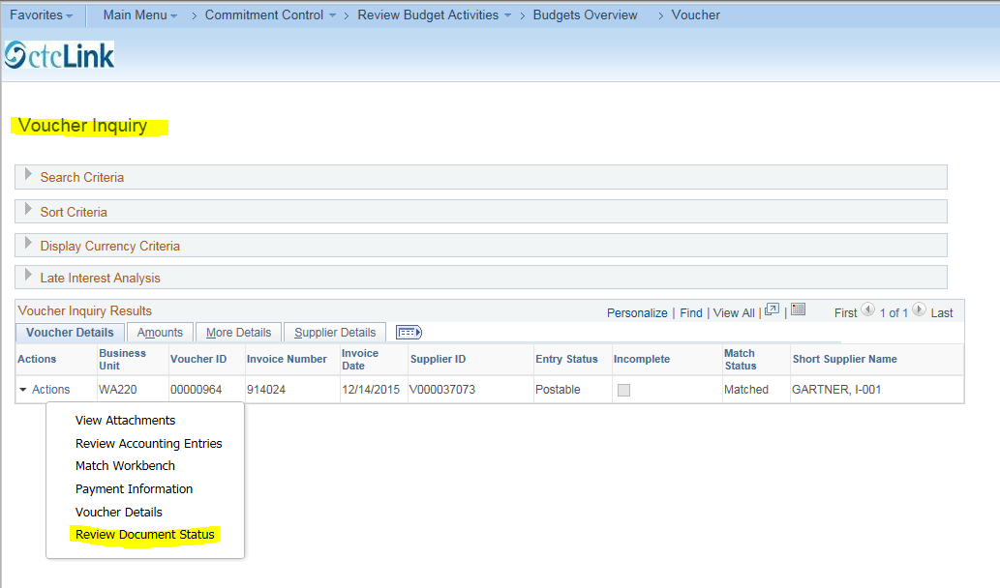 Favorites Main Menu > Commitment Control > Review Budget Activities > Budgets Overview > Voucher
ctcLink
Voucher Inquiry
Search Criteria
Sort Criteria
Display Currency Criteria
Late Interest Analysis
Voucher Inquiry Results Personalize | Find | View All | | First 1 of 1 Last
Voucher Details Amounts More Details Supplier Details
Actions Business Unit Voucher ID Invoice Number Invoice Date Supplier ID Entry Status Incomplete Match Status Short Supplier Name
Actions WA220 00000964 914024 12/14/2015 V000037073 Postable Matched GARTNER, I-001
View Attachments
Review Accounting Entries
Match Workbench
Payment Information
Voucher Details
Review Document Status